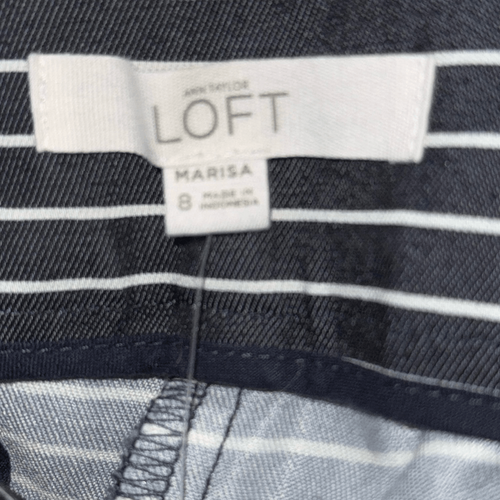 ANN TAYLOR
LOFT
MARISA
8 MADE IN
INDONESIA